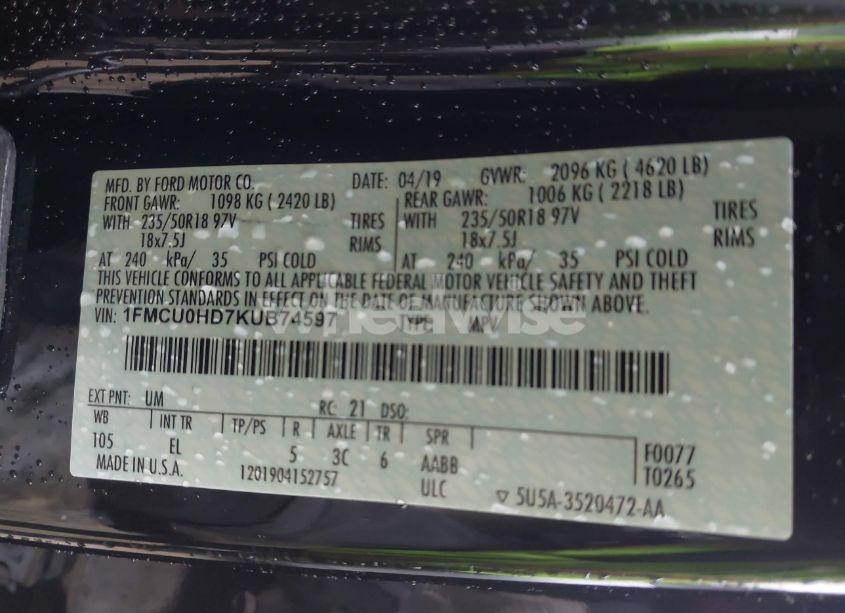 MFD. BY FORD MOTOR CO. DATE: 04/19 GVWR: 2096 KG ( 4620 LB)
FRONT GAWR: 1098 KG ( 2420 LB) REAR GAWR: 1006 KG ( 2218 LB)
WITH 235/50R18 97V TIRES WITH 235/50R18 97V TIRES
18x7.5J RIMS 18x7.5J RIMS
AT 240 kPa/ 35 PSI COLD AT 240 kPa/ 35 PSI COLD
THIS VEHICLE CONFORMS TO ALL APPLICABLE FEDERAL MOTOR VEHICLE SAFETY AND THEFT
PREVENTION STANDARDS IN EFFECT ON THE DATE OF MANUFACTURE SHOWN ABOVE.
VIN: 1FMCU0HD7KUB74597 TYPE: MPV
EXT PNT: UM RC: 21 DSO:
WB INT TR TP/PS R AXLE TR SPR
105 EL 5 3C 6 AABB F0077
MADE IN U.S.A. 1201904152757 ULC T0265
5U5A-3520472-AA